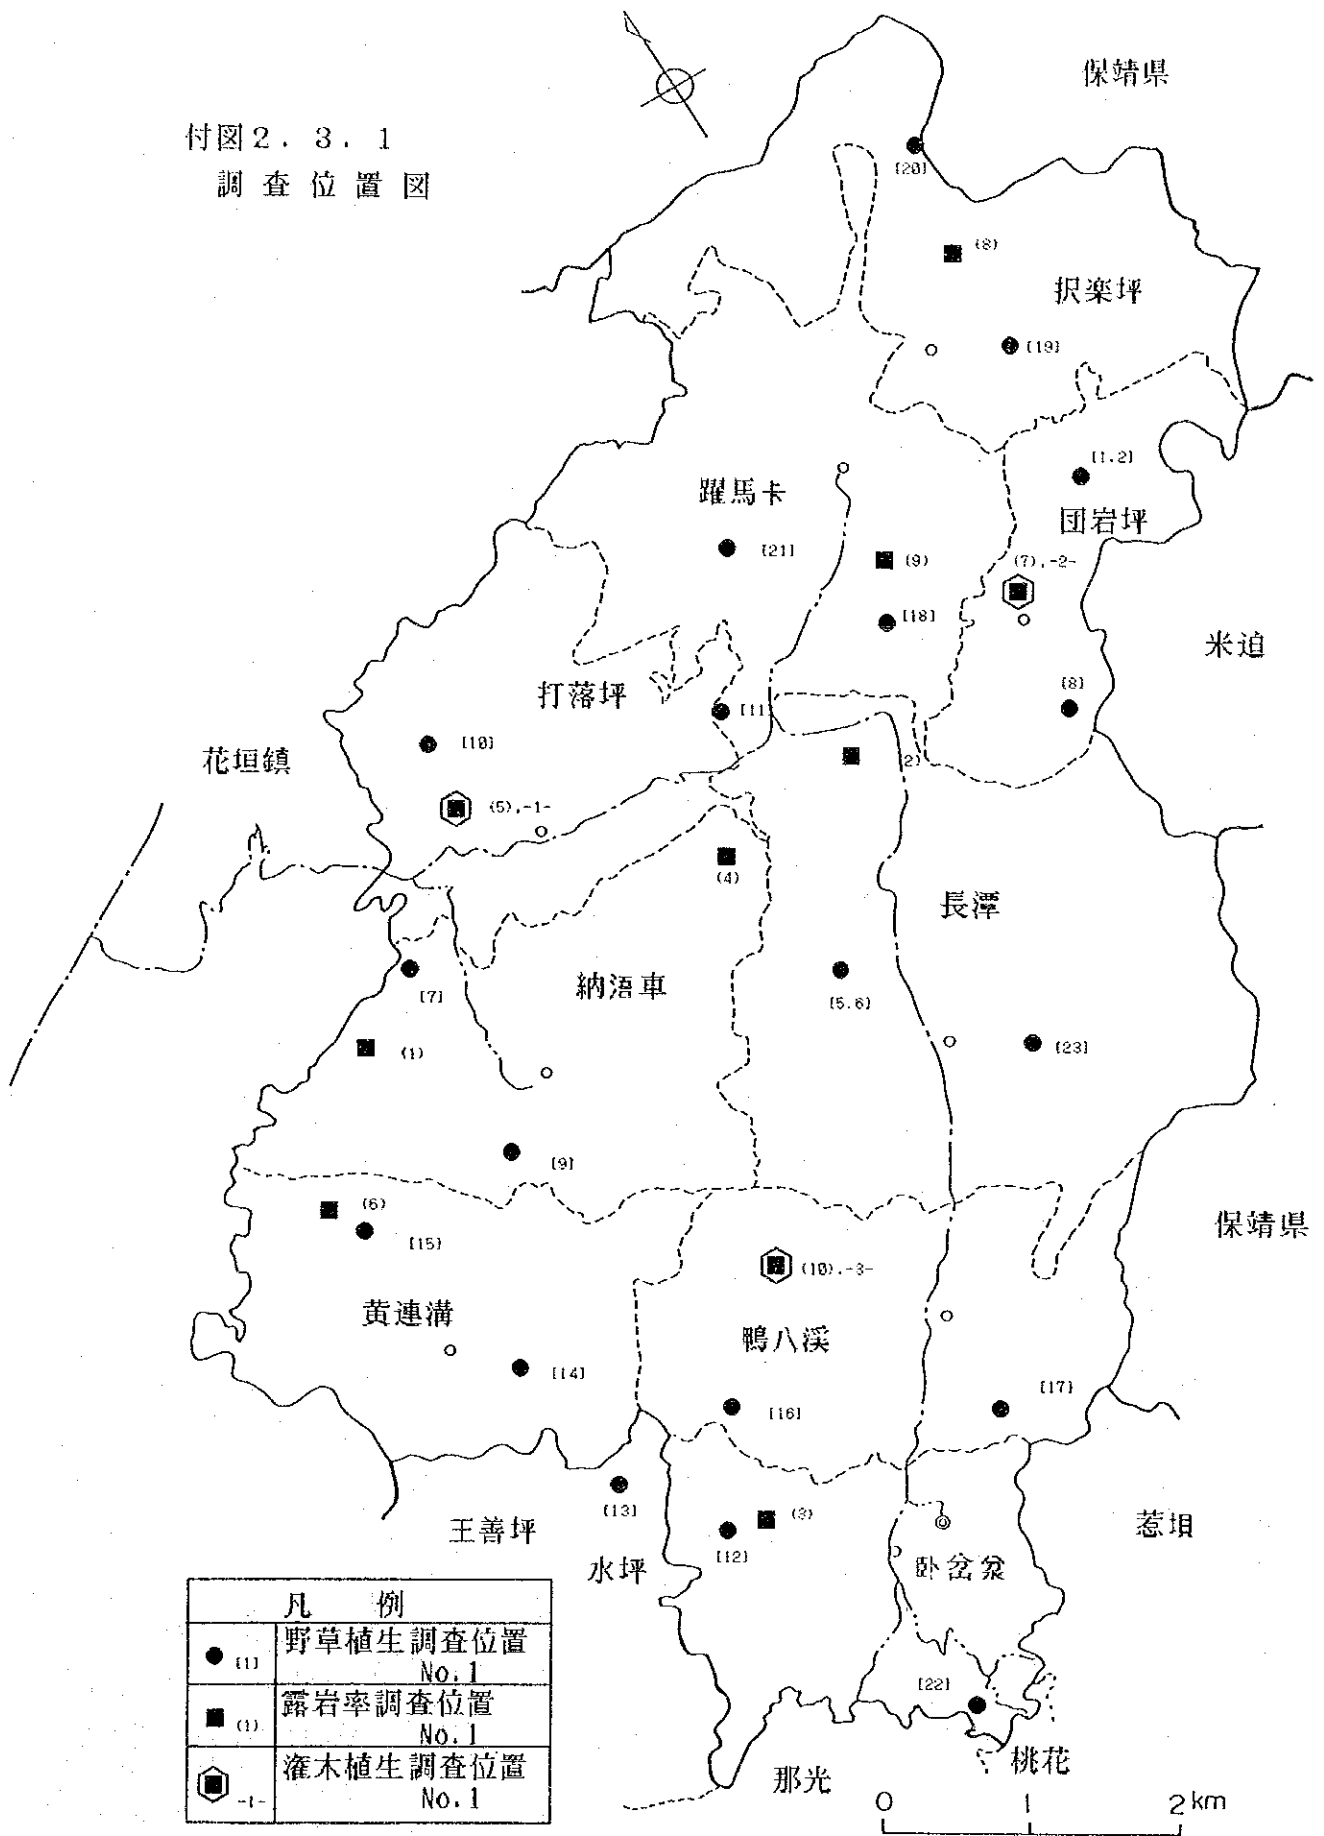 付図2．3．1
調査位置図
保靖県
[20]
(8)
択楽坪
[19]
[1.2]
躍馬卡
団岩坪
[21]
(9)
(7).-2-
[18]
米迫
打落坪
[8]
[11]
花垣鎮
[10]
2)
(5).-1-
(4)
長潭
納浯車
[7]
[5.6]
(1)
[23]
[9]
(6)
[15]
保靖県
(10).-3-
黄連溝
鴨八渓
[14]
[17]
[16]
王善坪
[13]
(3)
惹坝
[12]
水坪
卧岔泉
凡例
[1] 野草植生調査位置
No.1
(1) 露岩率調査位置
No.1
-1- 潅木植生調査位置
No.1
[22]
桃花
那光
0 1 2km